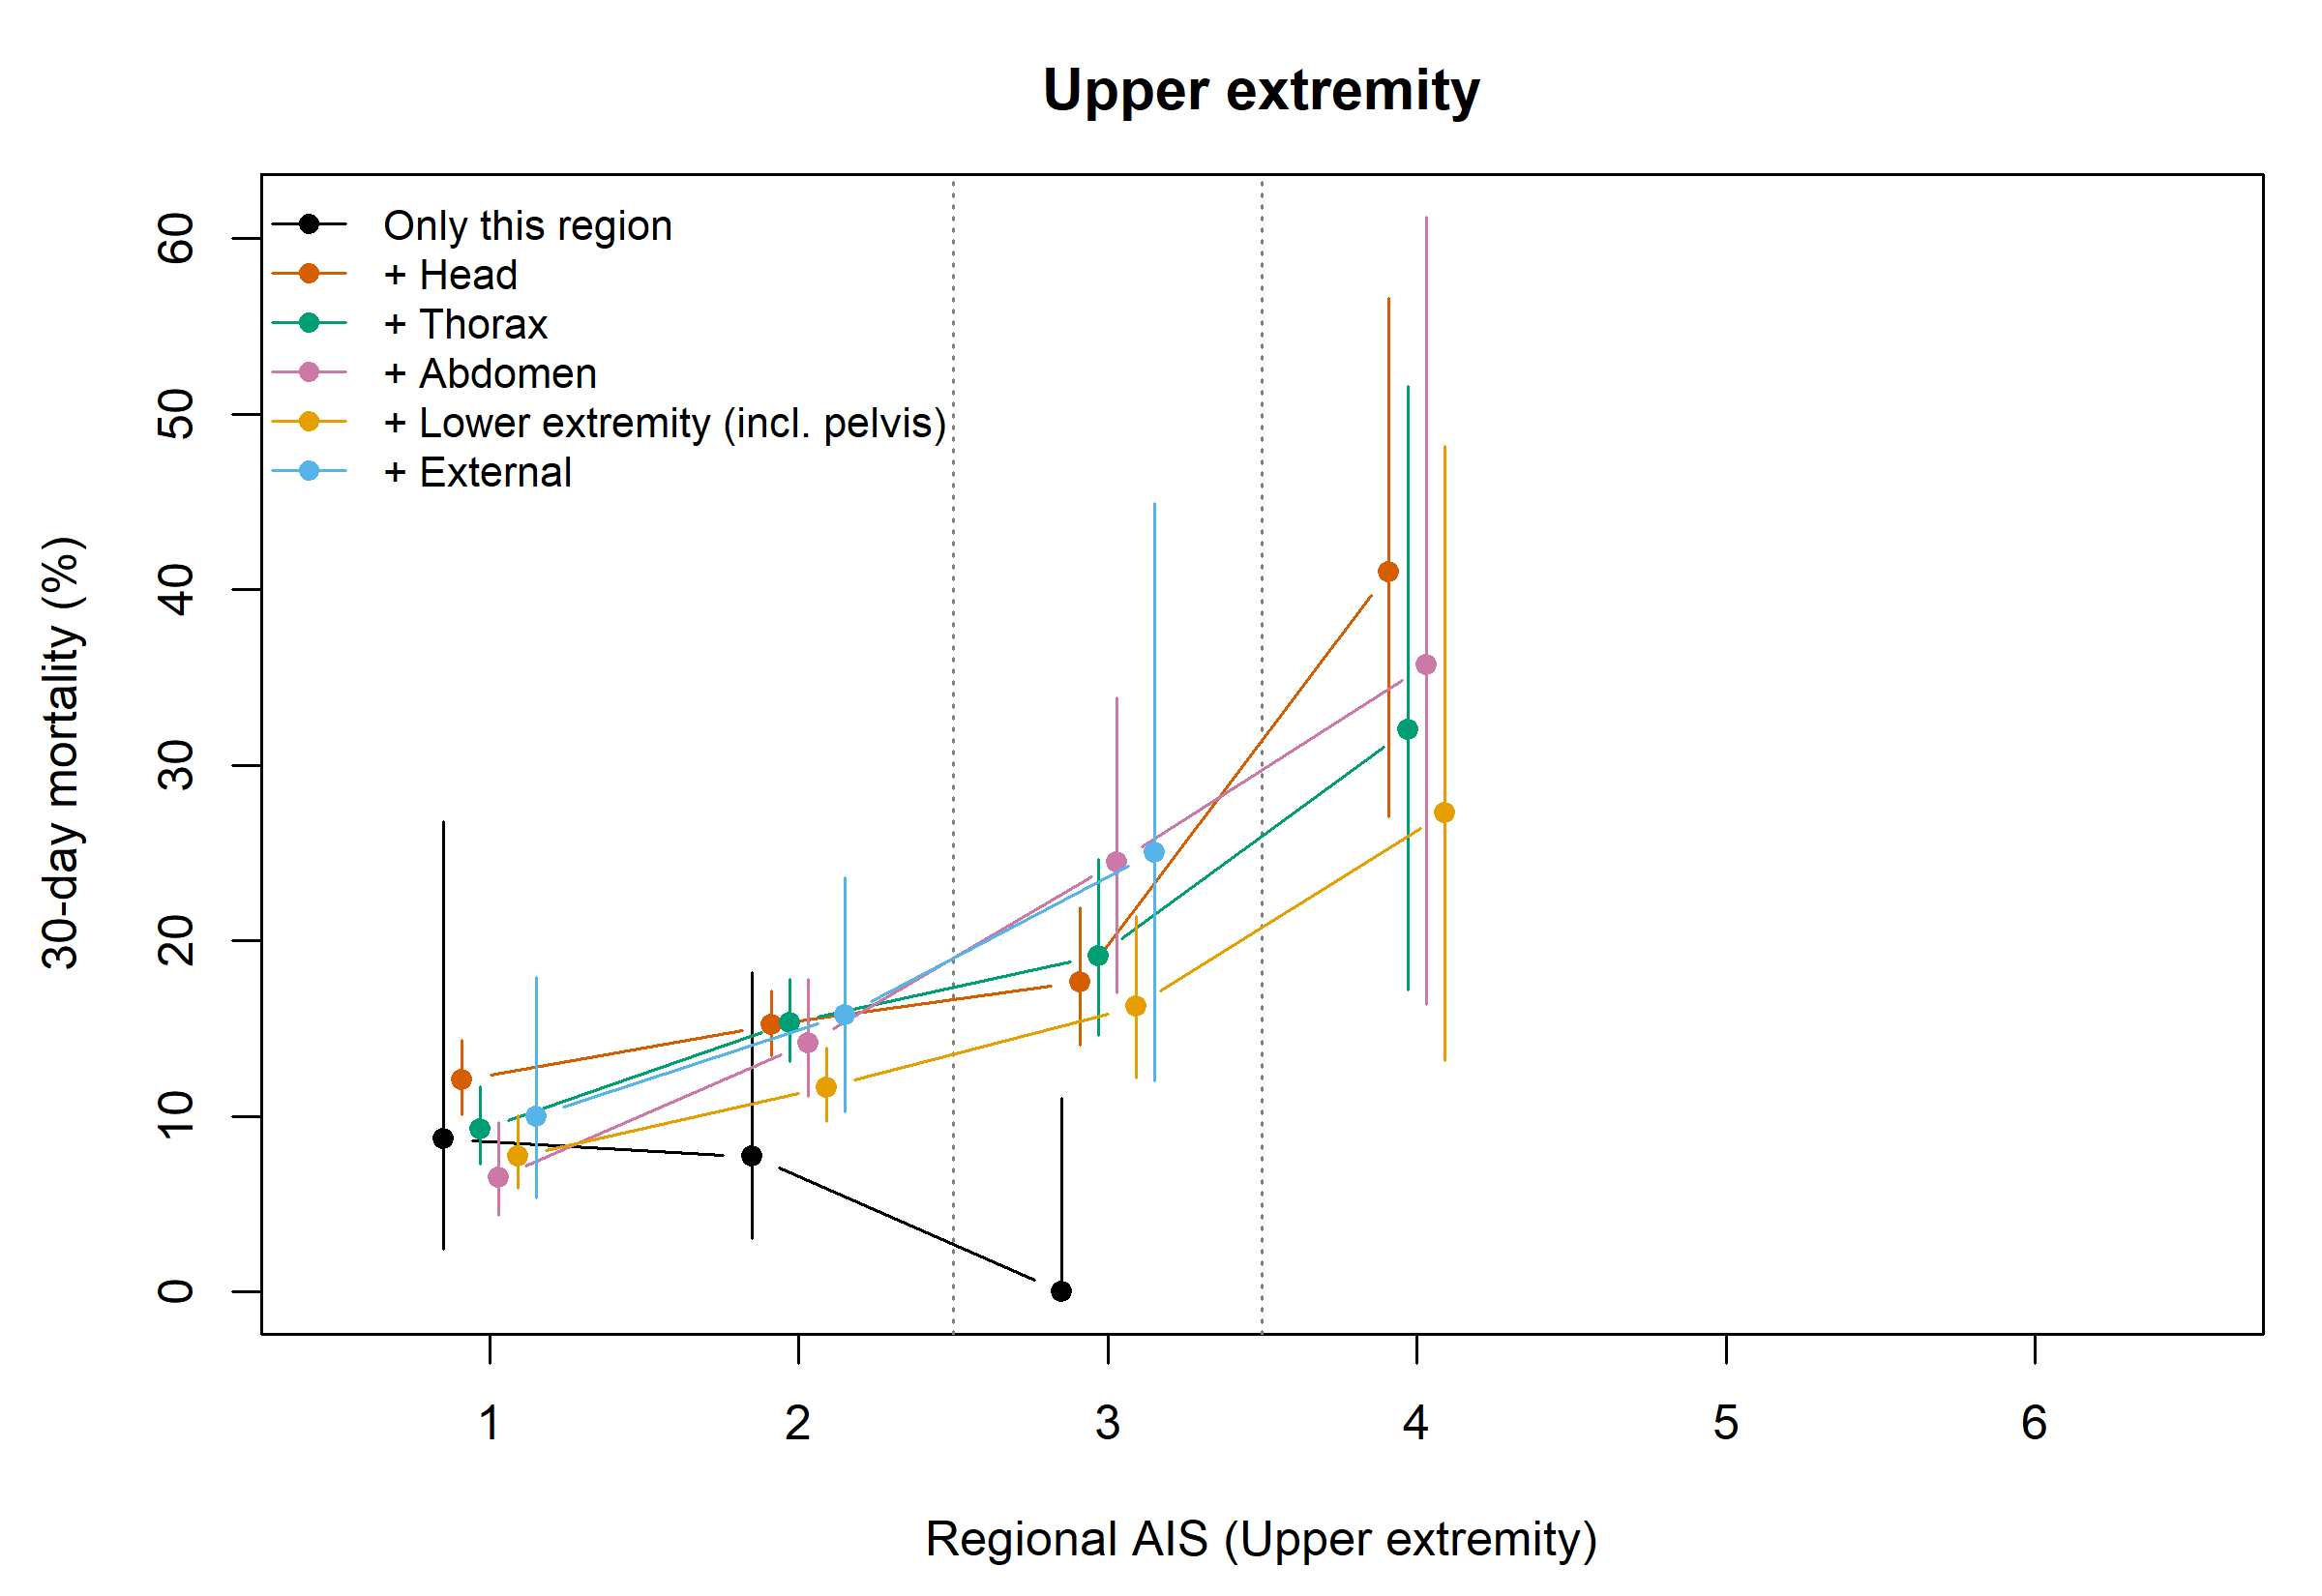 Upper extremity
Only this region
+ Head
+ Thorax
+ Abdomen
+ Lower extremity (incl. pelvis)
+ External
30-day mortality (%)
60
50
40
30
20
10
0
1 2 3 4 5 6
Regional AIS (Upper extremity)